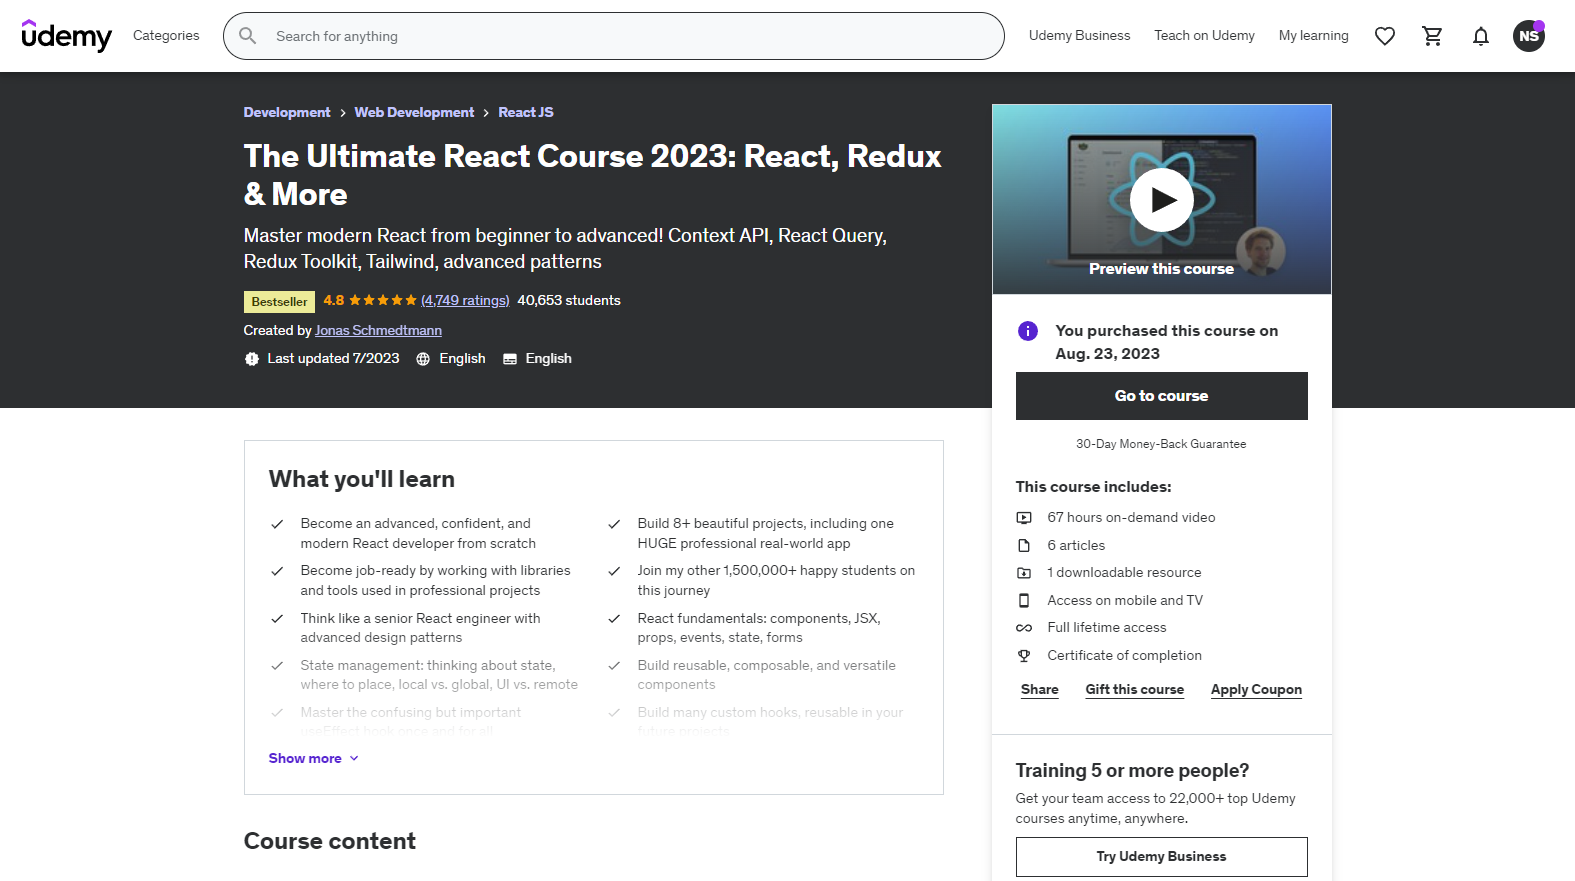 udemy
Categories
Search for anything
Udemy Business
Teach on Udemy
My learning
NS
Development > Web Development > React JS
The Ultimate React Course 2023: React, Redux
& More
Master modern React from beginner to advanced! Context API, React Query,
Redux Toolkit, Tailwind, advanced patterns
Bestseller 4.8 (4,749 ratings) 40,653 students
Created by Jonas Schmedtmann
Last updated 7/2023 English English
Preview this course
You purchased this course on
Aug. 23, 2023
Go to course
30-Day Money-Back Guarantee
This course includes:
67 hours on-demand video
6 articles
1 downloadable resource
Access on mobile and TV
Full lifetime access
Certificate of completion
Share Gift this course Apply Coupon
Training 5 or more people?
Get your team access to 22,000+ top Udemy
courses anytime, anywhere.
Try Udemy Business
What you'll learn
Become an advanced, confident, and
modern React developer from scratch
Build 8+ beautiful projects, including one
HUGE professional real-world app
Become job-ready by working with libraries
and tools used in professional projects
Join my other 1,500,000+ happy students on
this journey
Think like a senior React engineer with
advanced design patterns
React fundamentals: components, JSX,
props, events, state, forms
State management: thinking about state,
where to place, local vs. global, UI vs. remote
Build reusable, composable, and versatile
components
Master the confusing but important
useEffect hook once and for all
Build many custom hooks, reusable in your
future projects
Show more
Course content